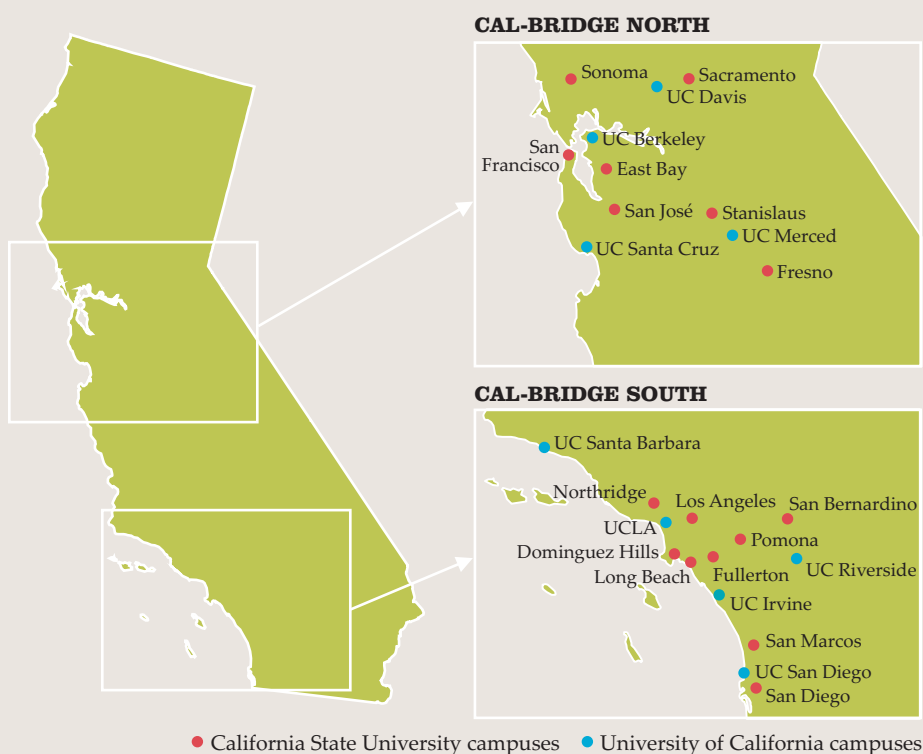 CAL-BRIDGE NORTH
Sonoma
Sacramento
UC Davis
UC Berkeley
San
Francisco
East Bay
San José
Stanislaus
UC Merced
UC Santa Cruz
Fresno
CAL-BRIDGE SOUTH
UC Santa Barbara
Northridge
Los Angeles
San Bernardino
UCLA
Pomona
Dominguez Hills
Long Beach
Fullerton
UC Riverside
UC Irvine
San Marcos
UC San Diego
San Diego
California State University campuses
University of California campuses